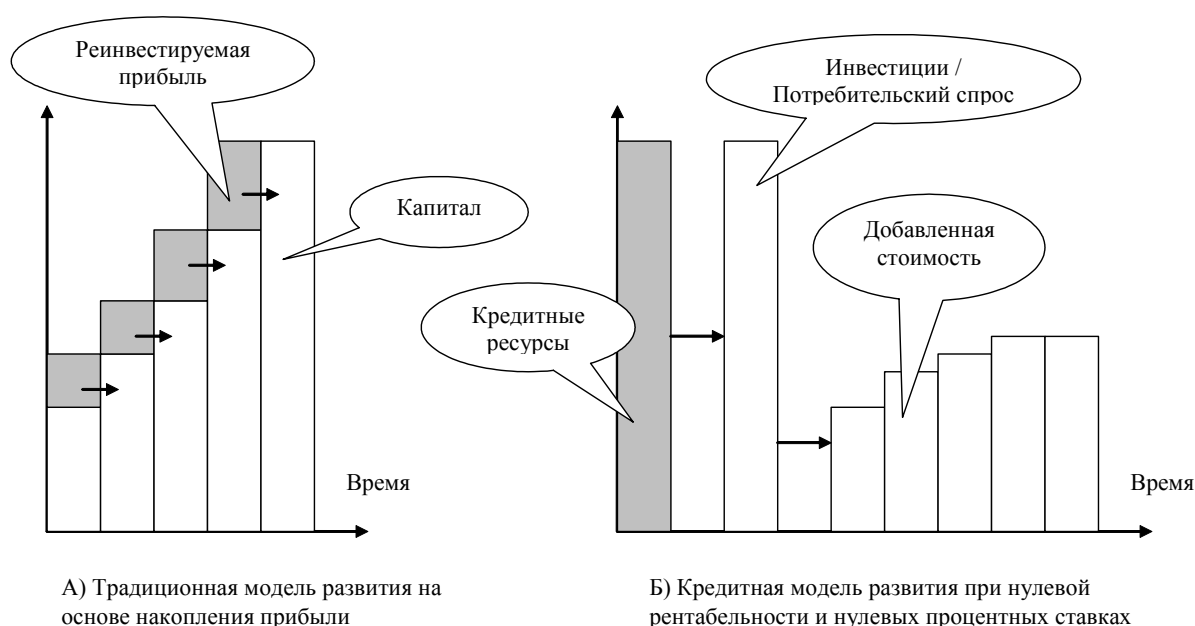 Реинвестируемая
прибыль
Капитал
Время
А) Традиционная модель развития на
основе накопления прибыли
Инвестиции /
Потребительский спрос
Добавленная
стоимость
Кредитные
ресурсы
Время
Б) Кредитная модель развития при нулевой
рентабельности и нулевых процентных ставках